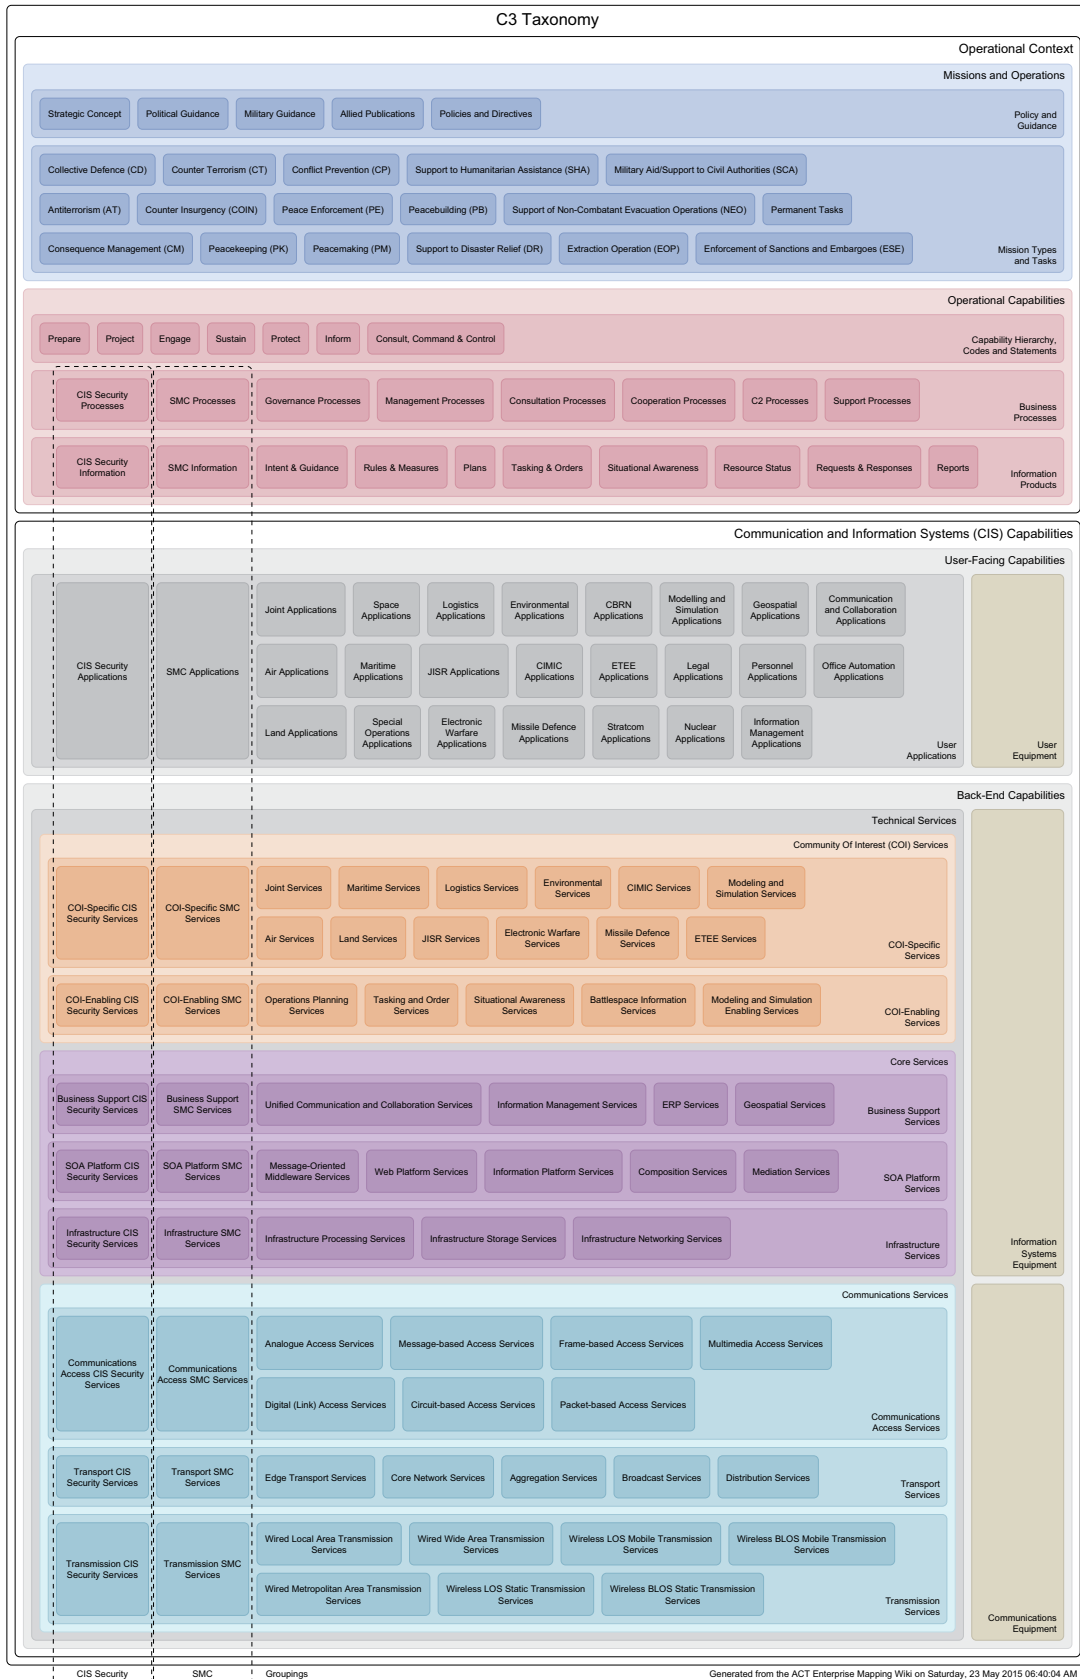 C3 Taxonomy
Operational Context
Missions and Operations
Strategic Concept
Political Guidance
Military Guidance
Allied Publications
Policies and Directives
Policy and
Guidance
Collective Defence (CD)
Counter Terrorism (CT)
Conflict Prevention (CP)
Support to Humanitarian Assistance (SHA)
Military Aid/Support to Civil Authorities (SCA)
Antiterrorism (AT)
Counter Insurgency (COIN)
Peace Enforcement (PE)
Peacebuilding (PB)
Support of Non-Combatant Evacuation Operations (NEO)
Permanent Tasks
Consequence Management (CM)
Peacekeeping (PK)
Peacemaking (PM)
Support to Disaster Relief (DR)
Extraction Operation (EOP)
Enforcement of Sanctions and Embargoes (ESE)
Mission Types
and Tasks
Operational Capabilities
Prepare
Project
Engage
Sustain
Protect
Inform
Consult, Command & Control
Capability Hierarchy,
Codes and Statements
CIS Security
Processes
SMC Processes
Governance Processes
Management Processes
Consultation Processes
Cooperation Processes
C2 Processes
Support Processes
Business
Processes
CIS Security
Information
SMC Information
Intent & Guidance
Rules & Measures
Plans
Tasking & Orders
Situational Awareness
Resource Status
Requests & Responses
Reports
Information
Products
Communication and Information Systems (CIS) Capabilities
User-Facing Capabilities
CIS Security
Applications
SMC Applications
Joint Applications
Space
Applications
Logistics
Applications
Environmental
Applications
CBRN
Applications
Modelling and
Simulation
Applications
Geospatial
Applications
Communication
and Collaboration
Applications
Air Applications
Maritime
Applications
JISR Applications
CIMIC
Applications
ETEE
Applications
Legal
Applications
Personnel
Applications
Office Automation
Applications
Land Applications
Special
Operations
Applications
Electronic
Warfare
Applications
Missile Defence
Applications
Stratcom
Applications
Nuclear
Applications
Information
Management
Applications
User
Applications
User
Equipment
Back-End Capabilities
Technical Services
Community Of Interest (COI) Services
COI-Specific CIS
Security Services
COI-Specific SMC
Services
Joint Services
Maritime Services
Logistics Services
Environmental
Services
CIMIC Services
Modeling and
Simulation Services
Air Services
Land Services
JISR Services
Electronic Warfare
Services
Missile Defence
Services
ETEE Services
COI-Specific
Services
COI-Enabling CIS
Security Services
COI-Enabling SMC
Services
Operations Planning
Services
Tasking and Order
Services
Situational Awareness
Services
Battlespace Information
Services
Modeling and Simulation
Enabling Services
COI-Enabling
Services
Core Services
Business Support CIS
Security Services
Business Support
SMC Services
Unified Communication and Collaboration Services
Information Management Services
ERP Services
Geospatial Services
Business Support
Services
SOA Platform CIS
Security Services
SOA Platform SMC
Services
Message-Oriented
Middleware Services
Web Platform Services
Information Platform Services
Composition Services
Mediation Services
SOA Platform
Services
Infrastructure CIS
Security Services
Infrastructure SMC
Services
Infrastructure Processing Services
Infrastructure Storage Services
Infrastructure Networking Services
Infrastructure
Services
Information
Systems
Equipment
Communications Services
Communications
Access CIS Security
Services
Communications
Access SMC Services
Analogue Access Services
Message-based Access Services
Frame-based Access Services
Multimedia Access Services
Digital (Link) Access Services
Circuit-based Access Services
Packet-based Access Services
Communications
Access Services
Transport CIS
Security Services
Transport SMC
Services
Edge Transport Services
Core Network Services
Aggregation Services
Broadcast Services
Distribution Services
Transport
Services
Transmission CIS
Security Services
Transmission SMC
Services
Wired Local Area Transmission
Services
Wired Wide Area Transmission
Services
Wireless LOS Mobile Transmission
Services
Wireless BLOS Mobile Transmission
Services
Wired Metropolitan Area Transmission
Services
Wireless LOS Static Transmission
Services
Wireless BLOS Static Transmission
Services
Transmission
Services
Communications
Equipment
CIS Security
SMC
Groupings
Generated from the ACT Enterprise Mapping Wiki on Saturday, 23 May 2015 06:40:04 AM